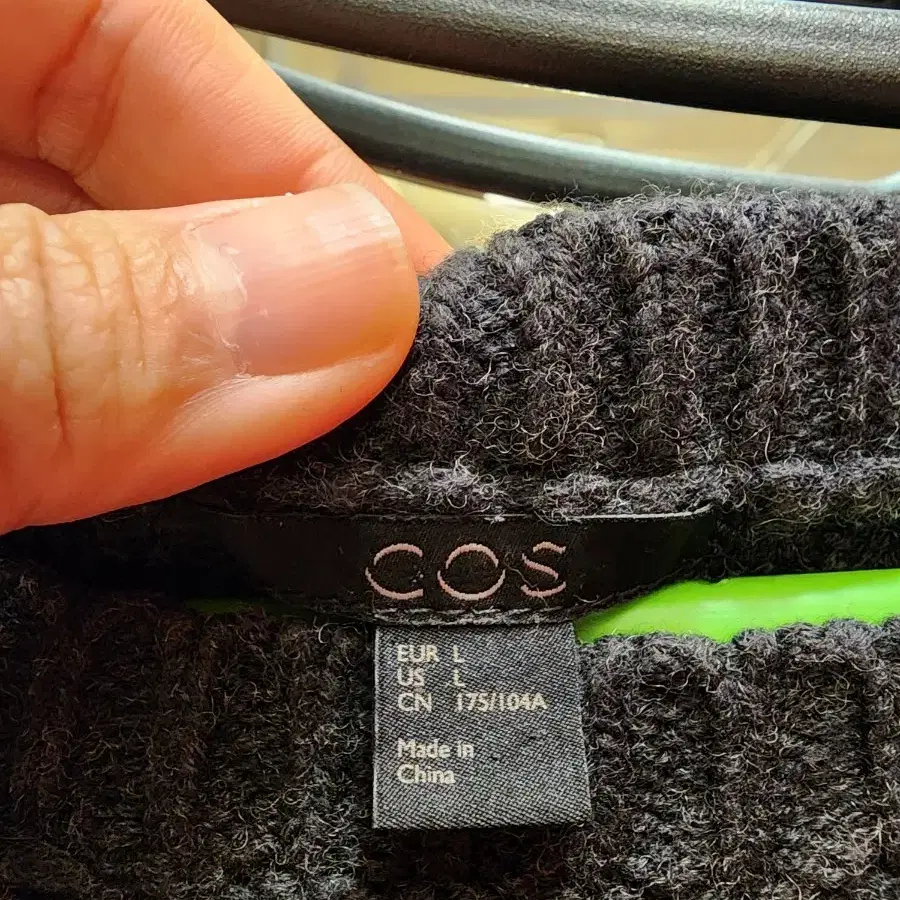 COS
EUR L
US L
CN 175/104A
Made in
China